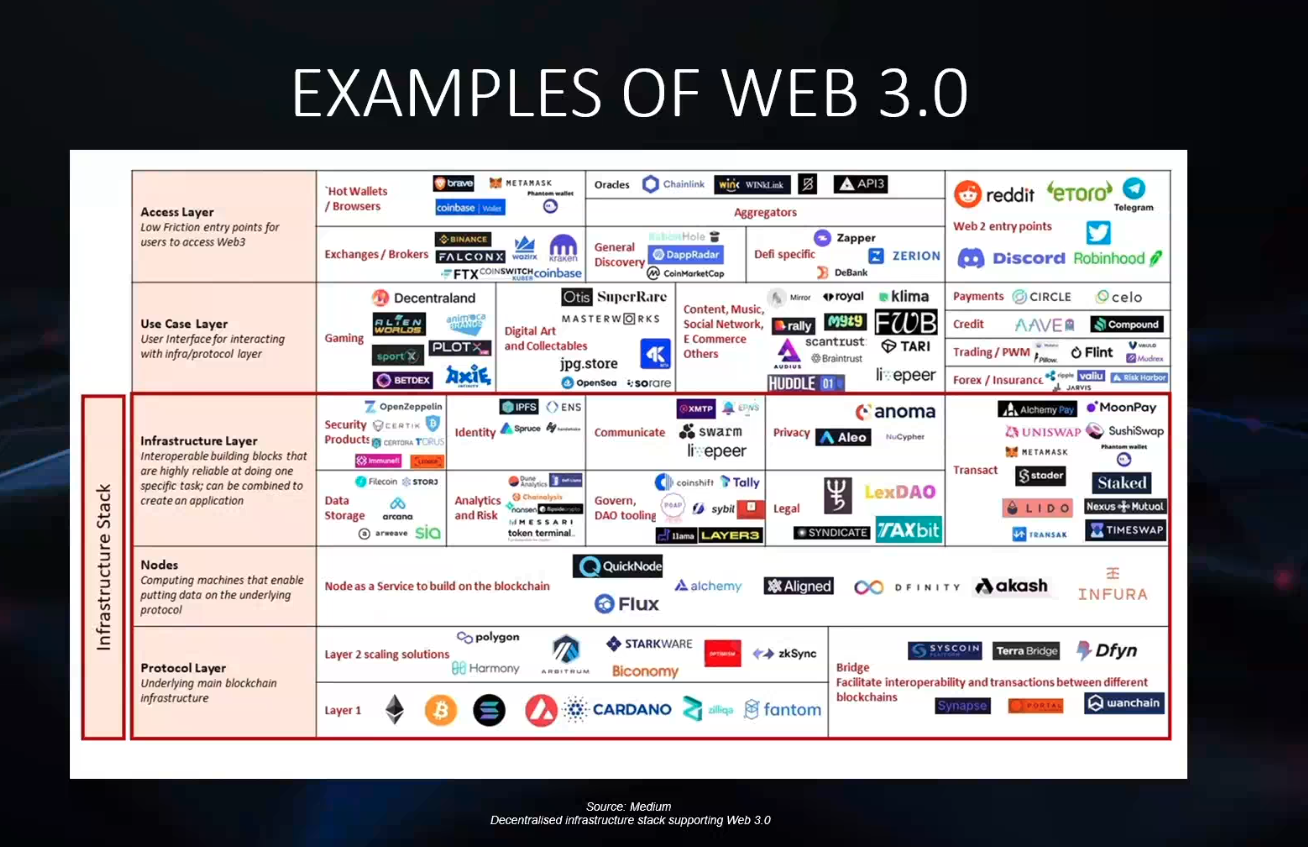 EXAMPLES OF WEB 3.0
Access Layer
Low Friction entry points for
users to access Web3
`Hot Wallets
/ Browsers
brave
METAMASK
Phantom wallet
coinbase | Wallet
Oracles
Chainlink
wink WINkLink
API3
Aggregators
reddit
eToro
Telegram
Web 2 entry points
Discord
Robinhood
Exchanges / Brokers
BINANCE
FALCONX
wazirx
kraken
FTX
COINSWITCH
KUBER
coinbase
General
Discovery
RabbitHole
DappRadar
CoinMarketCap
Defi specific
Zapper
ZERION
DeBank
Use Case Layer
User Interface for interacting
with infra/protocol layer
Gaming
Decentraland
ALIEN
WORLDS
animoca
BRANDS
sportX
PLOTX
BETDEX
AXIE
Digital Art
and Collectables
Otis
SuperRare
MASTERWORKS
jpg.store
OpenSea
sorare
Content, Music,
Social Network,
E Commerce
Others
Mirror
royal
klima
rally
myty
FWB
AUDIUS
scantrust:
Braintrust
TARI
HUDDLE 01
livepeer
Payments
CIRCLE
celo
Credit
AAVE
Compound
Trading / PWM
Pillow.
Flint
VAULD
Mudrex
Forex / Insurance
ripple
valiu
JARVIS
Risk Harbor
Infrastructure Stack
Infrastructure Layer
Interoperable building blocks that
are highly reliable at doing one
specific task; can be combined to
create an application
Security
Products
OpenZeppelin
CERTIK
CERTORA
TORUS
Immunefi
Identity
IPFS
ENS
Spruce
Communicate
XMTP
EPNS
swarm
livepeer
Privacy
anoma
Aleo
NuCypher
Transact
Alchemy Pay
MoonPay
UNISWAP
SushiSwap
METAMASK
Phantom wallet
stader
Staked
LIDO
Nexus Mutual
TRANSAK
TIMESWAP
Data
Storage
Filecoin
STORJ
arcana
arweave
sia
Analytics
and Risk
Dune
Analytics
Chainalysis
nansen
MESSARI
token terminal_
Govern,
DAO tooling
coinshift
Tally
POAP
sybil
llama
LAYER3
Legal
LexDAO
SYNDICATE
TAXbit
Nodes
Computing machines that enable
putting data on the underlying
protocol
Node as a Service to build on the blockchain
QuickNode
Flux
alchemy
Aligned
DFINITY
akash
INFURA
Protocol Layer
Underlying main blockchain
infrastructure
Layer 2 scaling solutions
polygon
Harmony
ARBITRUM
STARKWARE
Biconomy
OPTIMISM
zkSync
Layer 1
CARDANO
zilliqa
fantom
Bridge
Facilitate interoperability and transactions between different
blockchains
SYSCOIN
PLATFORM
Terra Bridge
Dfyn
Synapse
PORTAL
wanchain
Source: Medium
Decentralised infrastructure stack supporting Web 3.0